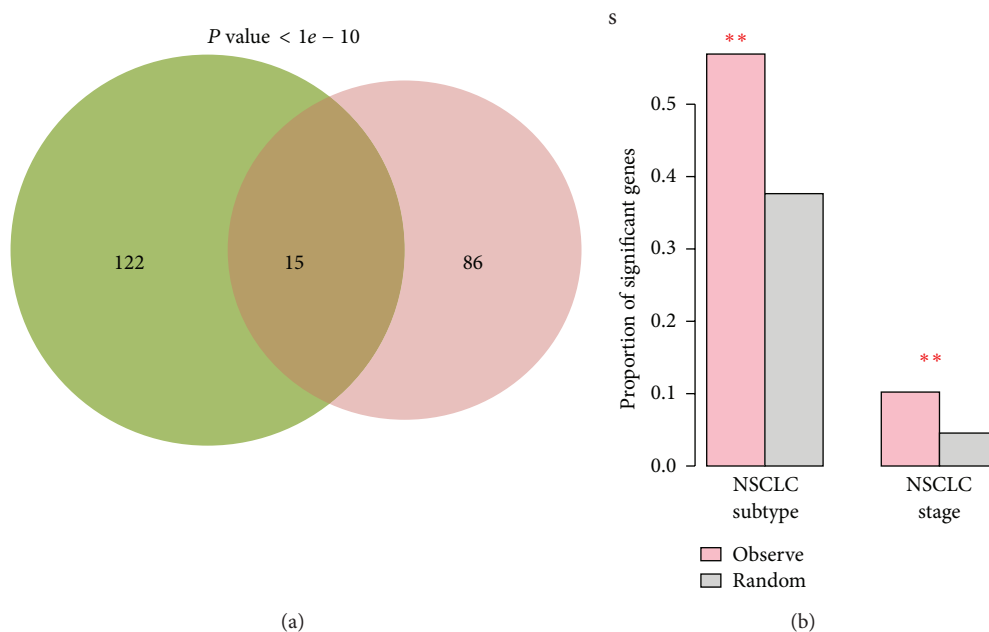 P value < 1e − 10
122
15
86
(a)
s
**
**
Proportion of significant genes
0.5
0.4
0.3
0.2
0.1
0.0
NSCLC
subtype
NSCLC
stage
Observe
Random
(b)